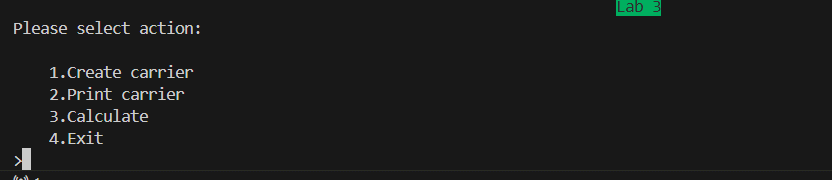 Lab 3
Please select action:
1.Create carrier
2.Print carrier
3.Calculate
4.Exit
>